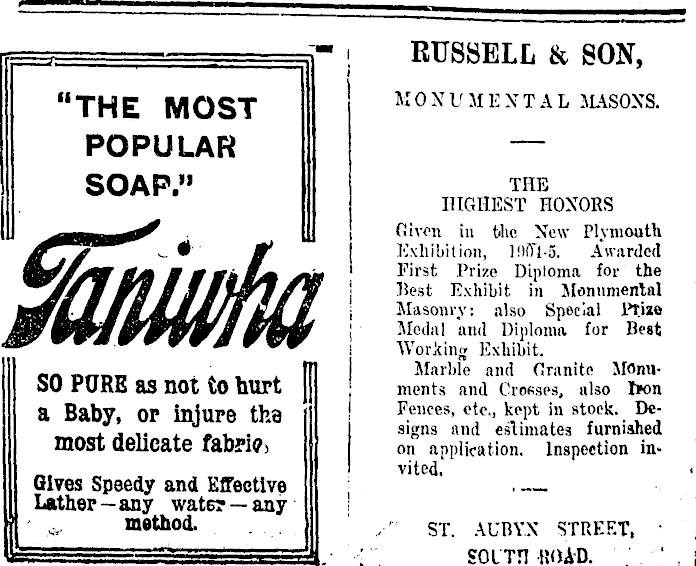 "THE MOST
POPULAR
SOAP."
Taniwha
SO PURE as not to hurt
a Baby, or injure the
most delicate fabric,
Gives Speedy and Effective
Lather—any water—any
method.
RUSSELL & SON,
MONUMENTAL MASONS.
THE
HIGHEST HONORS
Given in the New Plymouth
Exhibition, 1904-5. Awarded
First Prize Diploma for the
Best Exhibit in Monumental
Masonry: also Special Prize
Medal and Diploma for Best
Working Exhibit.
Marble and Granite Monu-
ments and Crosses, also Iron
Fences, etc., kept in stock. De-
signs and estimates furnished
on application. Inspection in-
vited.
ST. AUBYN STREET,
SOUTH ROAD.